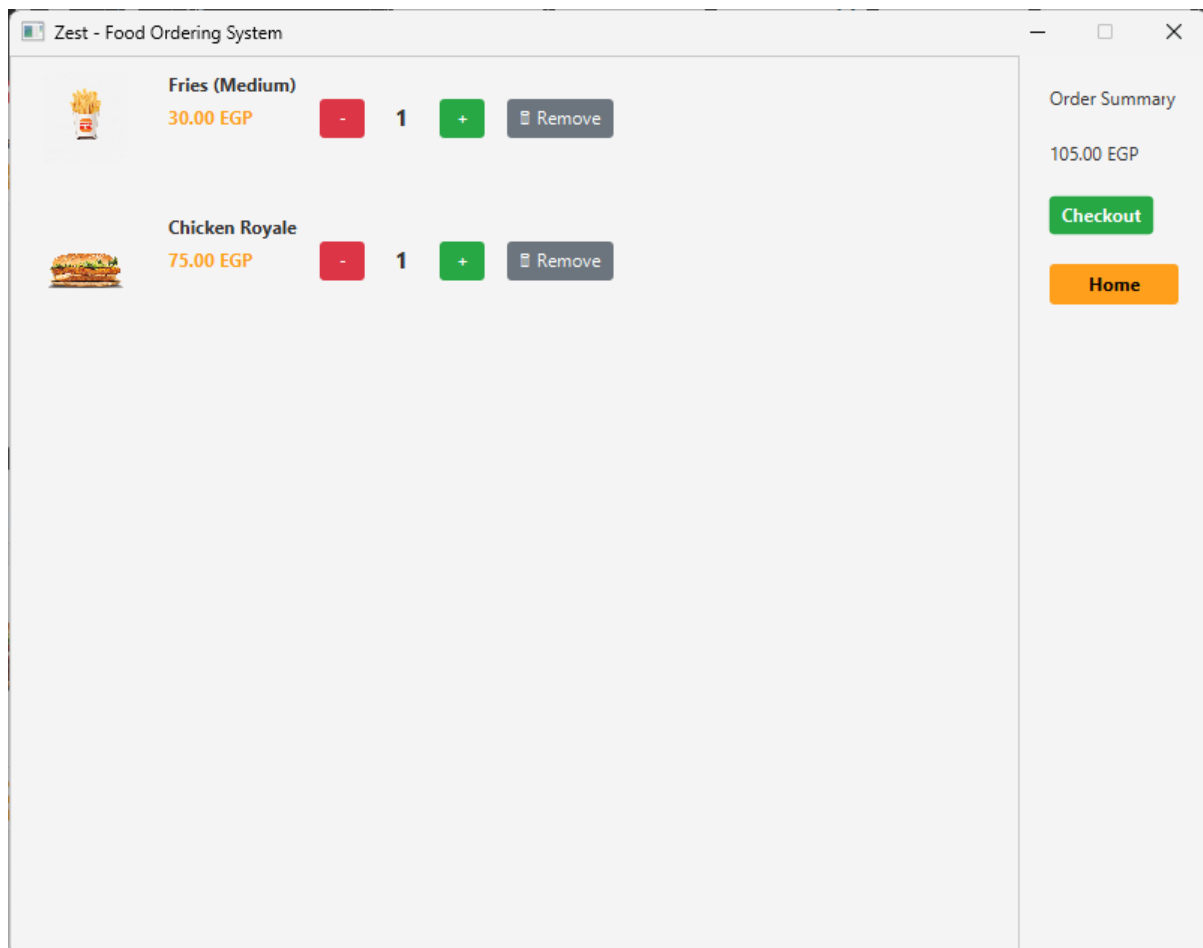 Zest - Food Ordering System
Fries (Medium)
30.00 EGP
- 1 + Remove
Chicken Royale
75.00 EGP
- 1 + Remove
Order Summary
105.00 EGP
Checkout
Home